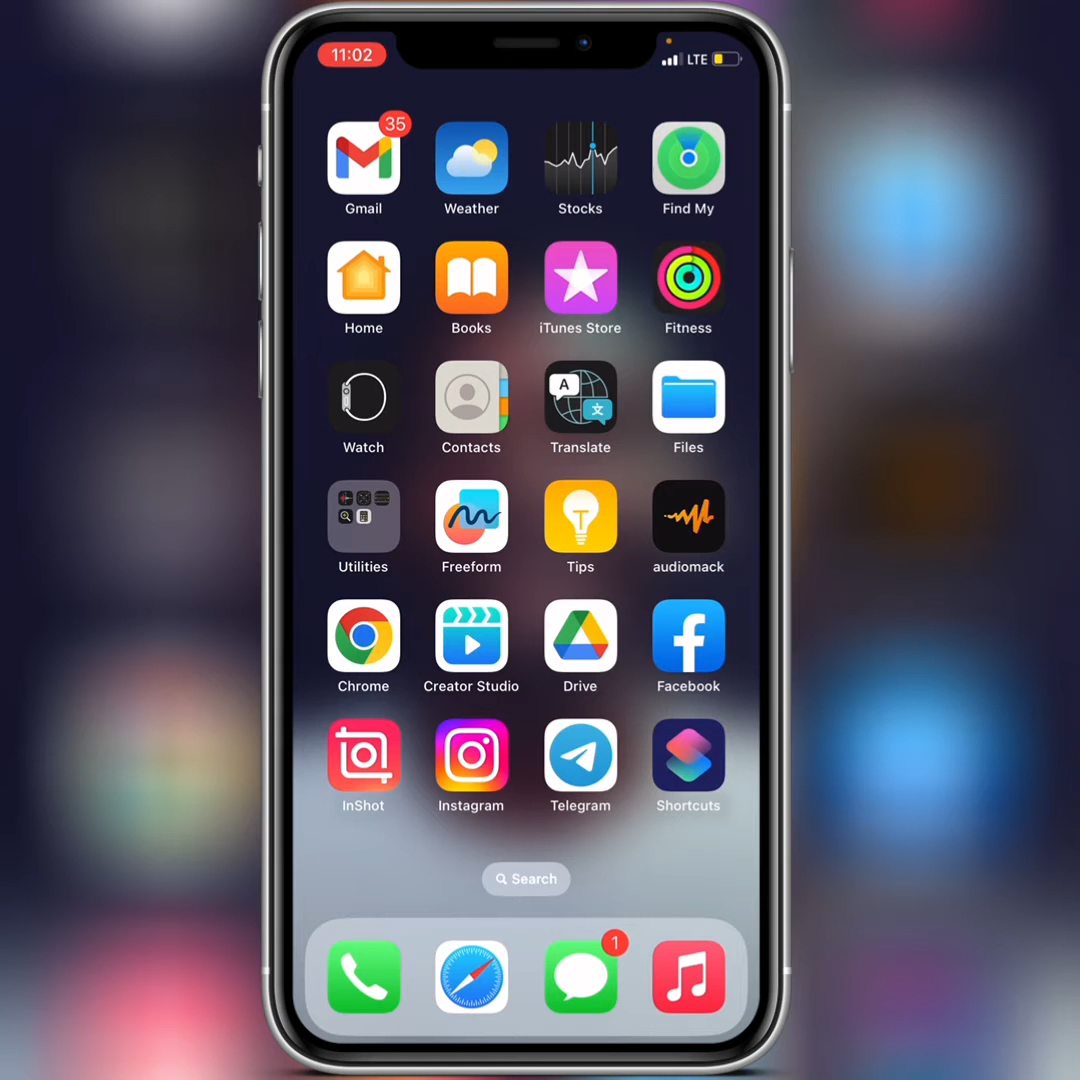 11:02 LTE
35
Gmail Weather Stocks Find My
Home Books iTunes Store Fitness
A 文
Watch Contacts Translate Files
T
Utilities Freeform Tips audiomack
Chrome Creator Studio Drive Facebook
InShot Instagram Telegram Shortcuts
Search
1